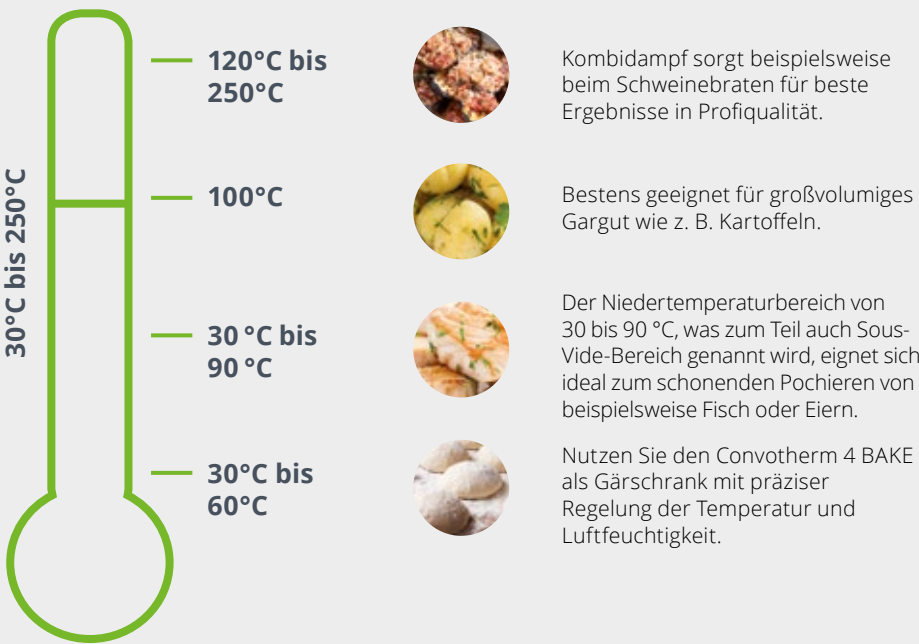 30°C bis 250°C
120°C bis
250°C
Kombidampf sorgt beispielsweise
beim Schweinebraten für beste
Ergebnisse in Profiqualität.
100°C
Bestens geeignet für großvolumiges
Gargut wie z. B. Kartoffeln.
30 °C bis
90 °C
Der Niedertemperaturbereich von
30 bis 90 °C, was zum Teil auch Sous-
Vide-Bereich genannt wird, eignet sich
ideal zum schonenden Pochieren von
beispielsweise Fisch oder Eiern.
30°C bis
60°C
Nutzen Sie den Convotherm 4 BAKE
als Gärschrank mit präziser
Regelung der Temperatur und
Luftfeuchtigkeit.